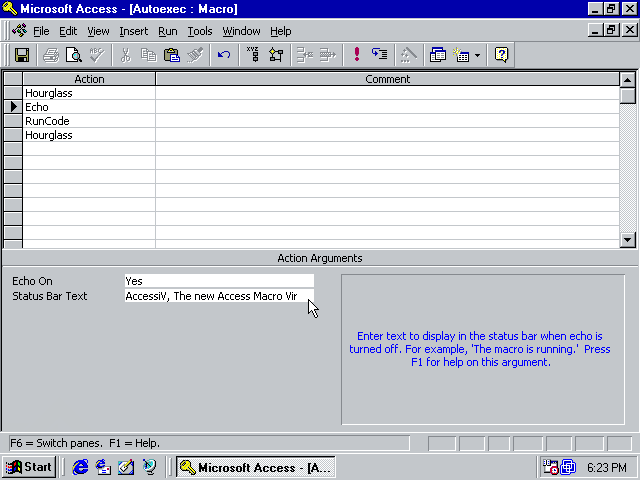 Microsoft Access - [Autoexec : Macro]
File Edit View Insert Run Tools Window Help
Action Comment
Hourglass
Echo
RunCode
Hourglass
Action Arguments
Echo On Yes
Status Bar Text AccessiV, The new Access Macro Vir
Enter text to display in the status bar when echo is
turned off. For example, 'The macro is running.' Press
F1 for help on this argument.
F6 = Switch panes. F1 = Help.
Start Microsoft Access - [A... 6:23 PM